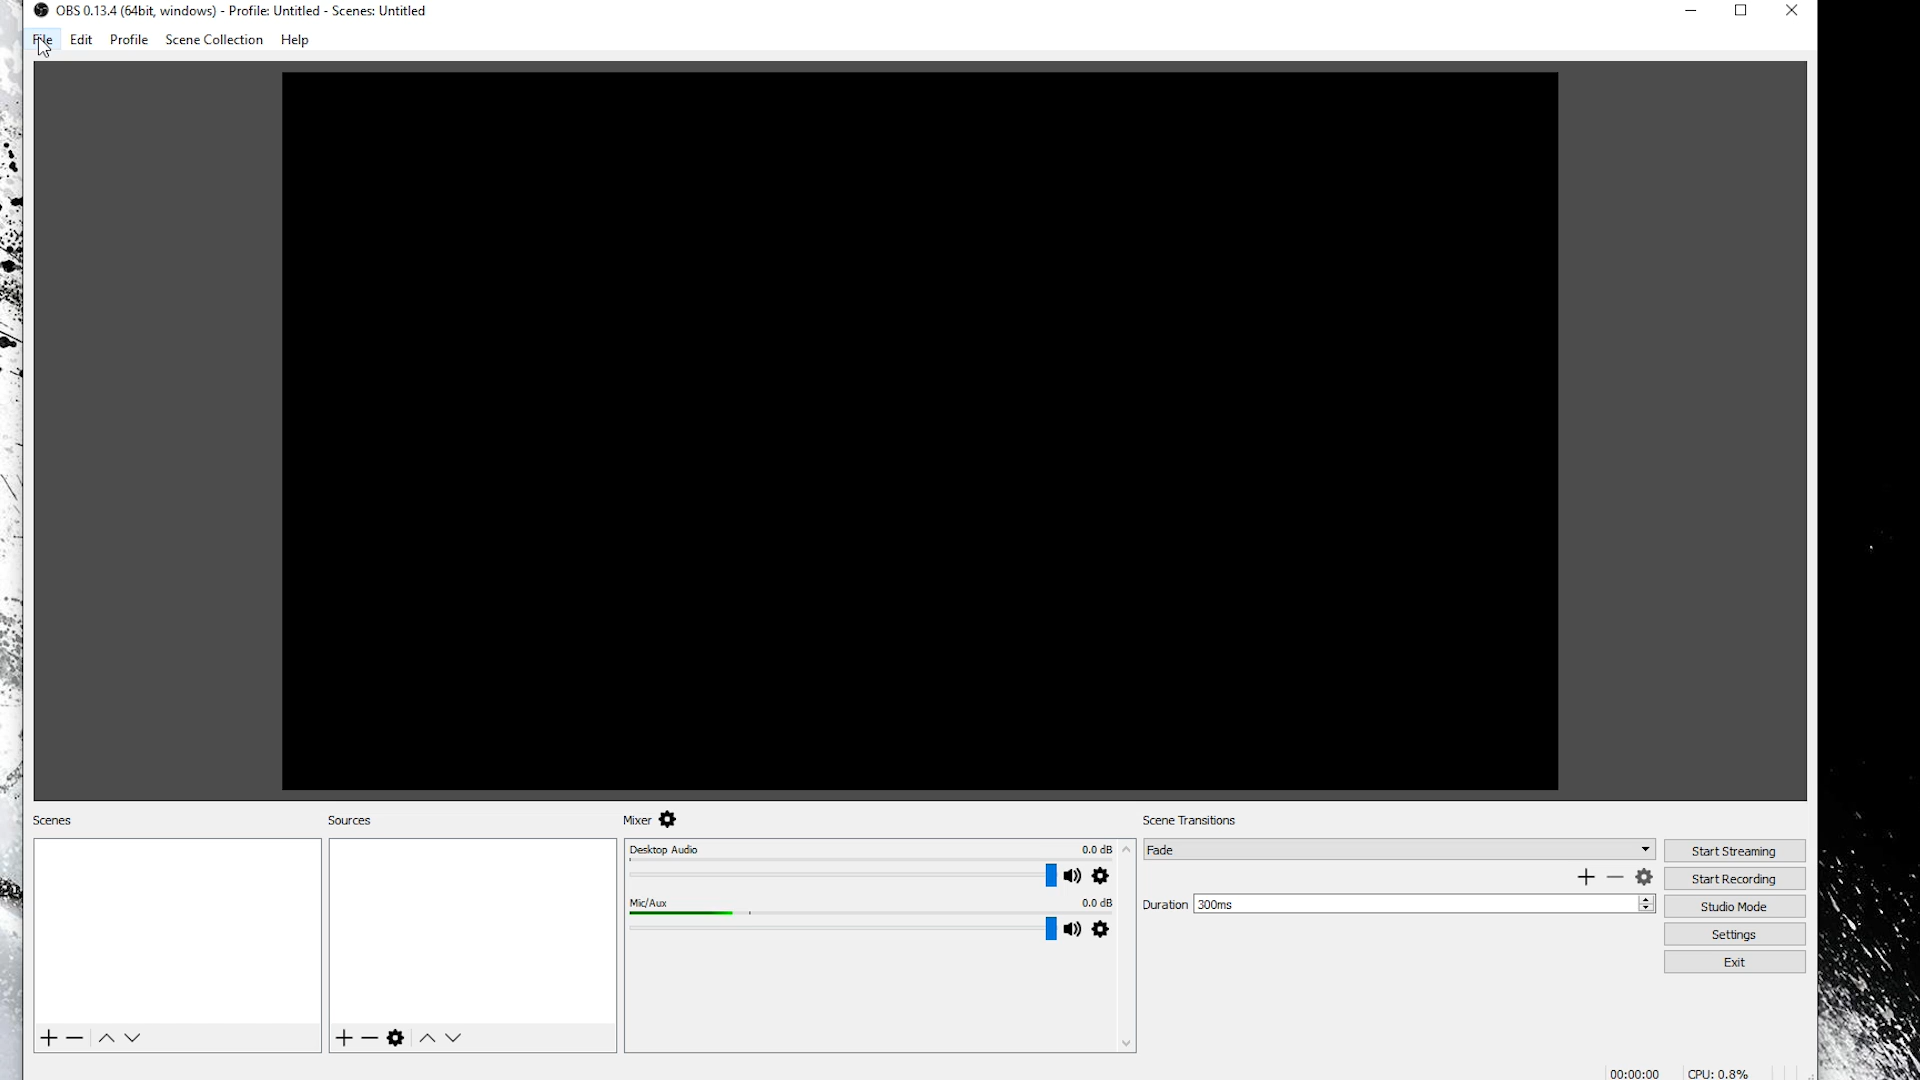 OBS 0.13.4 (64bit, windows) - Profile: Untitled - Scenes: Untitled
File Edit Profile Scene Collection Help
Scenes
Sources
Mixer
Scene Transitions
Desktop Audio 0.0 dB
Mic/Aux 0.0 dB
Fade
Duration 300ms
Start Streaming
Start Recording
Studio Mode
Settings
Exit
00:00:00 CPU: 0.8%